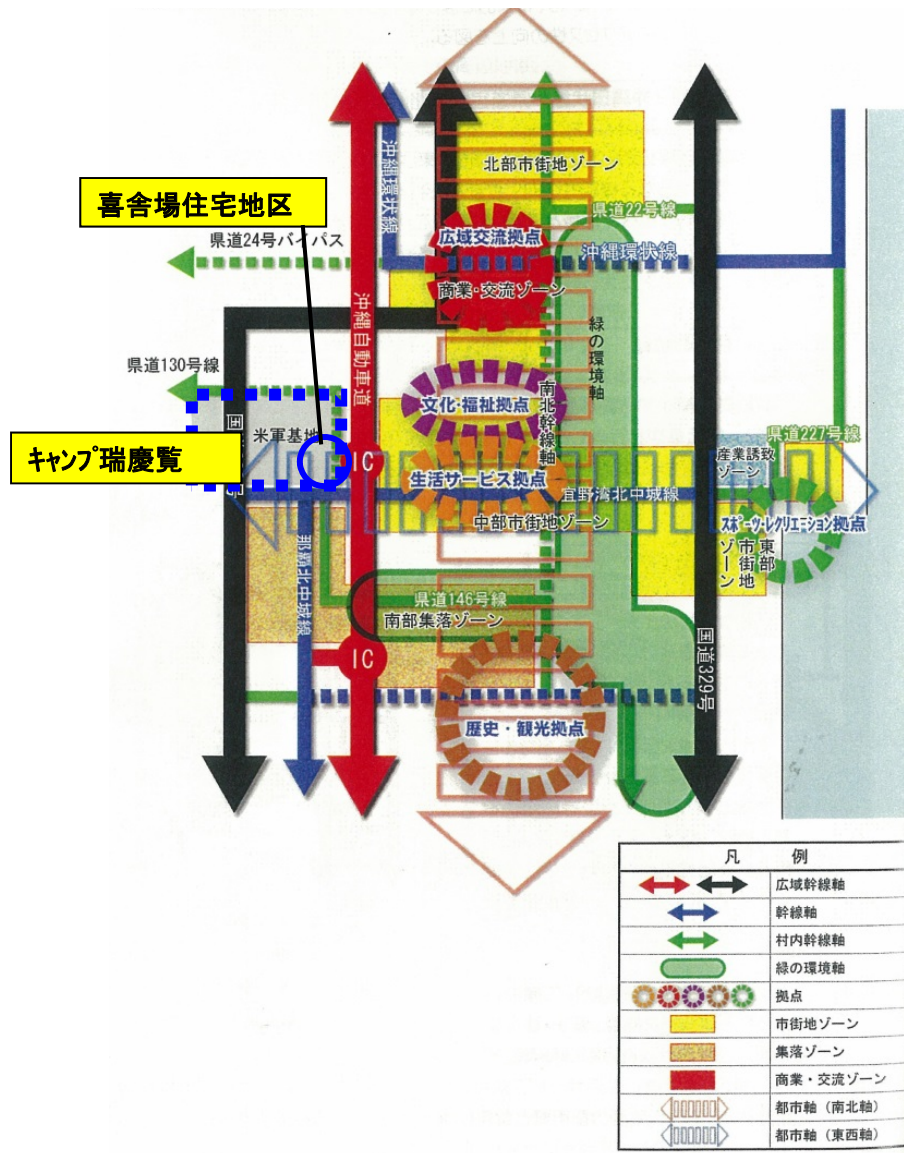 北部市街地ゾーン
沖縄環状線
喜舎場住宅地区
県道22号線
県道24号バイパス
広域交流拠点
沖縄環状線
商業・交流ゾーン
沖縄自動車道
緑の環境軸
県道130号線
南北幹線軸
文化・福祉拠点
米軍基地
県道227号線
キャンプ瑞慶覧
IC
生活サービス拠点
産業誘致
ゾーン
宜野湾北中城線
中部市街地ゾーン
スポーツ・レクリエーション拠点
東部
市街地
ゾーン
那覇北中城線
県道146号線
南部集落ゾーン
IC
国道329号
歴史・観光拠点
凡 例
広域幹線軸
幹線軸
村内幹線軸
緑の環境軸
拠点
市街地ゾーン
集落ゾーン
商業・交流ゾーン
都市軸（南北軸）
都市軸（東西軸）